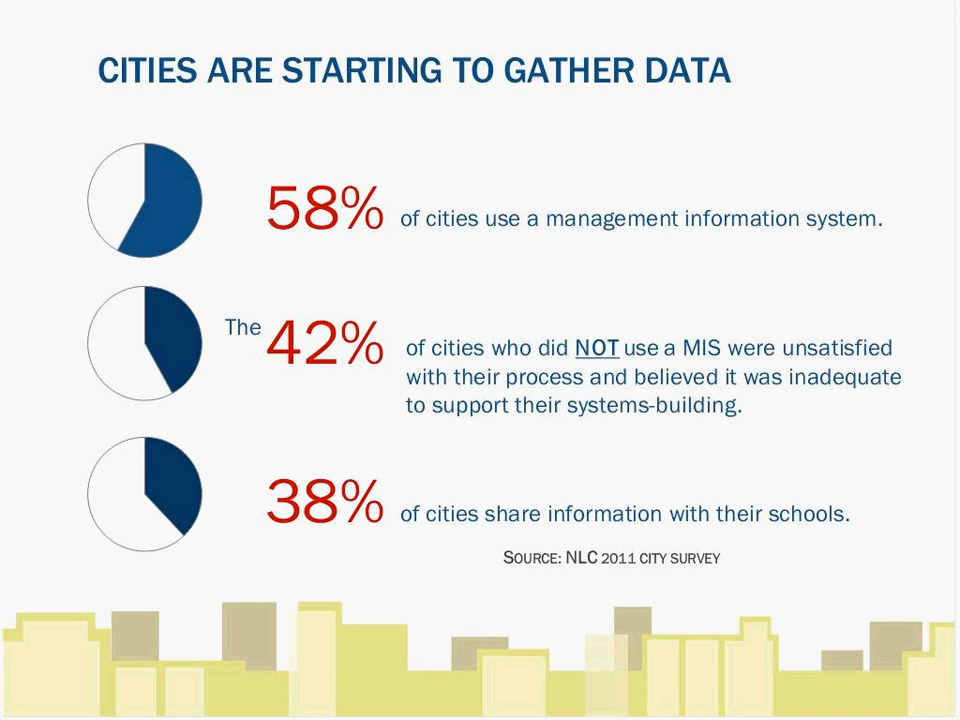 CITIES ARE STARTING TO GATHER DATA
58% of cities use a management information system.
The 42% of cities who did NOT use a MIS were unsatisfied
with their process and believed it was inadequate
to support their systems-building.
38% of cities share information with their schools.
SOURCE: NLC 2011 CITY SURVEY